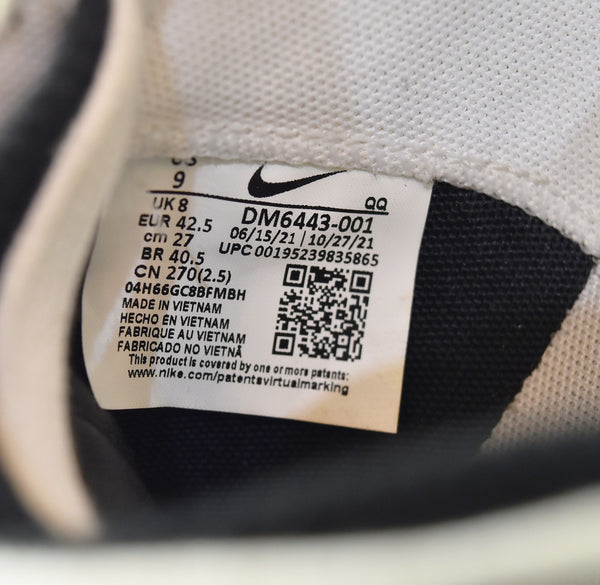 US
9
UK 8
EUR 42.5
cm 27
BR 40.5
CN 270(2.5)
QQ
DM6443-001
06/15/21 | 10/27/21
UPC 00195239835865
04H66GC8BFMBH
MADE IN VIETNAM
HECHO EN VIETNAM
FABRIQUE AU VIETNAM
FABRICADO NO VIETNÃ
This product is covered by one or more patents:
www.nike.com/patentsvirtualmarking